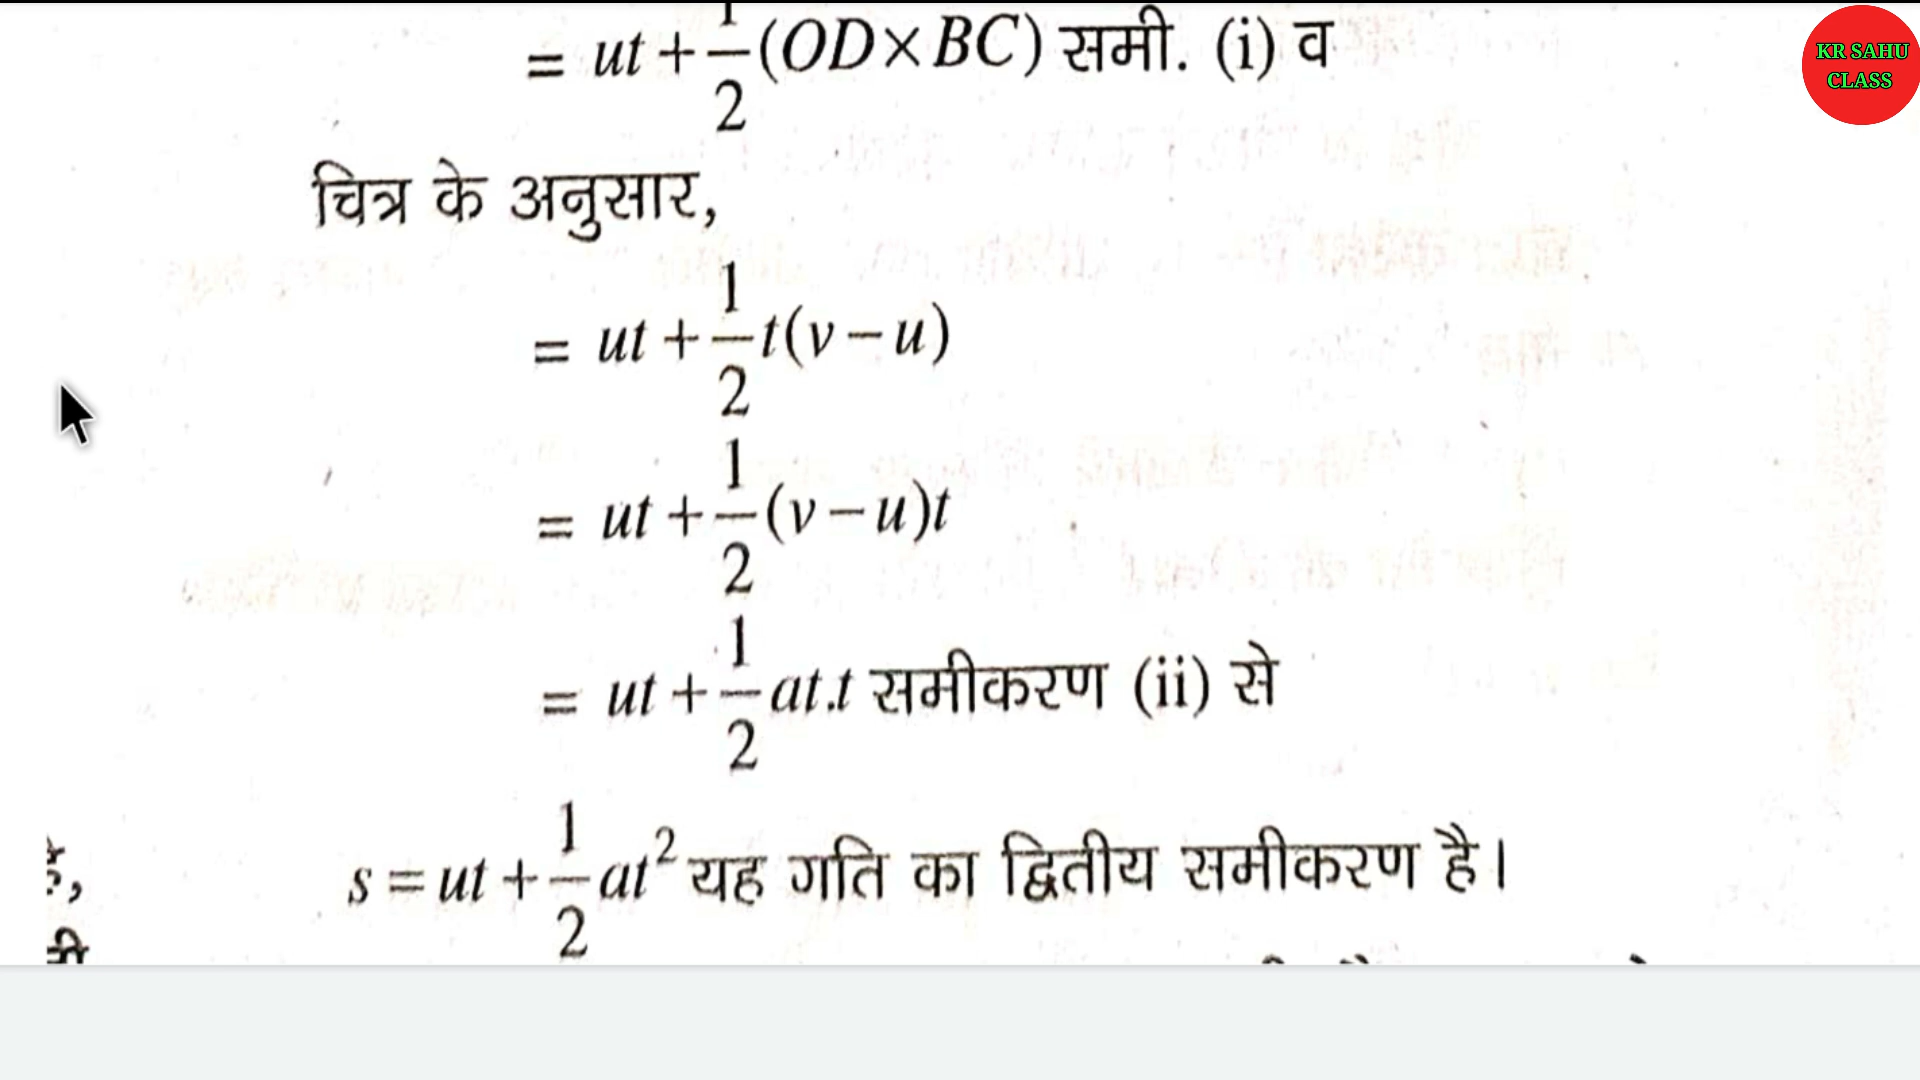 = ut + 1/2 (OD×BC) समी. (i) व
KR SAHU
CLASS
चित्र के अनुसार,
= ut + 1/2 t(v−u)
= ut + 1/2 (v−u)t
= ut + 1/2 at.t समीकरण (ii) से
s = ut + 1/2 at² यह गति का द्वितीय समीकरण है।